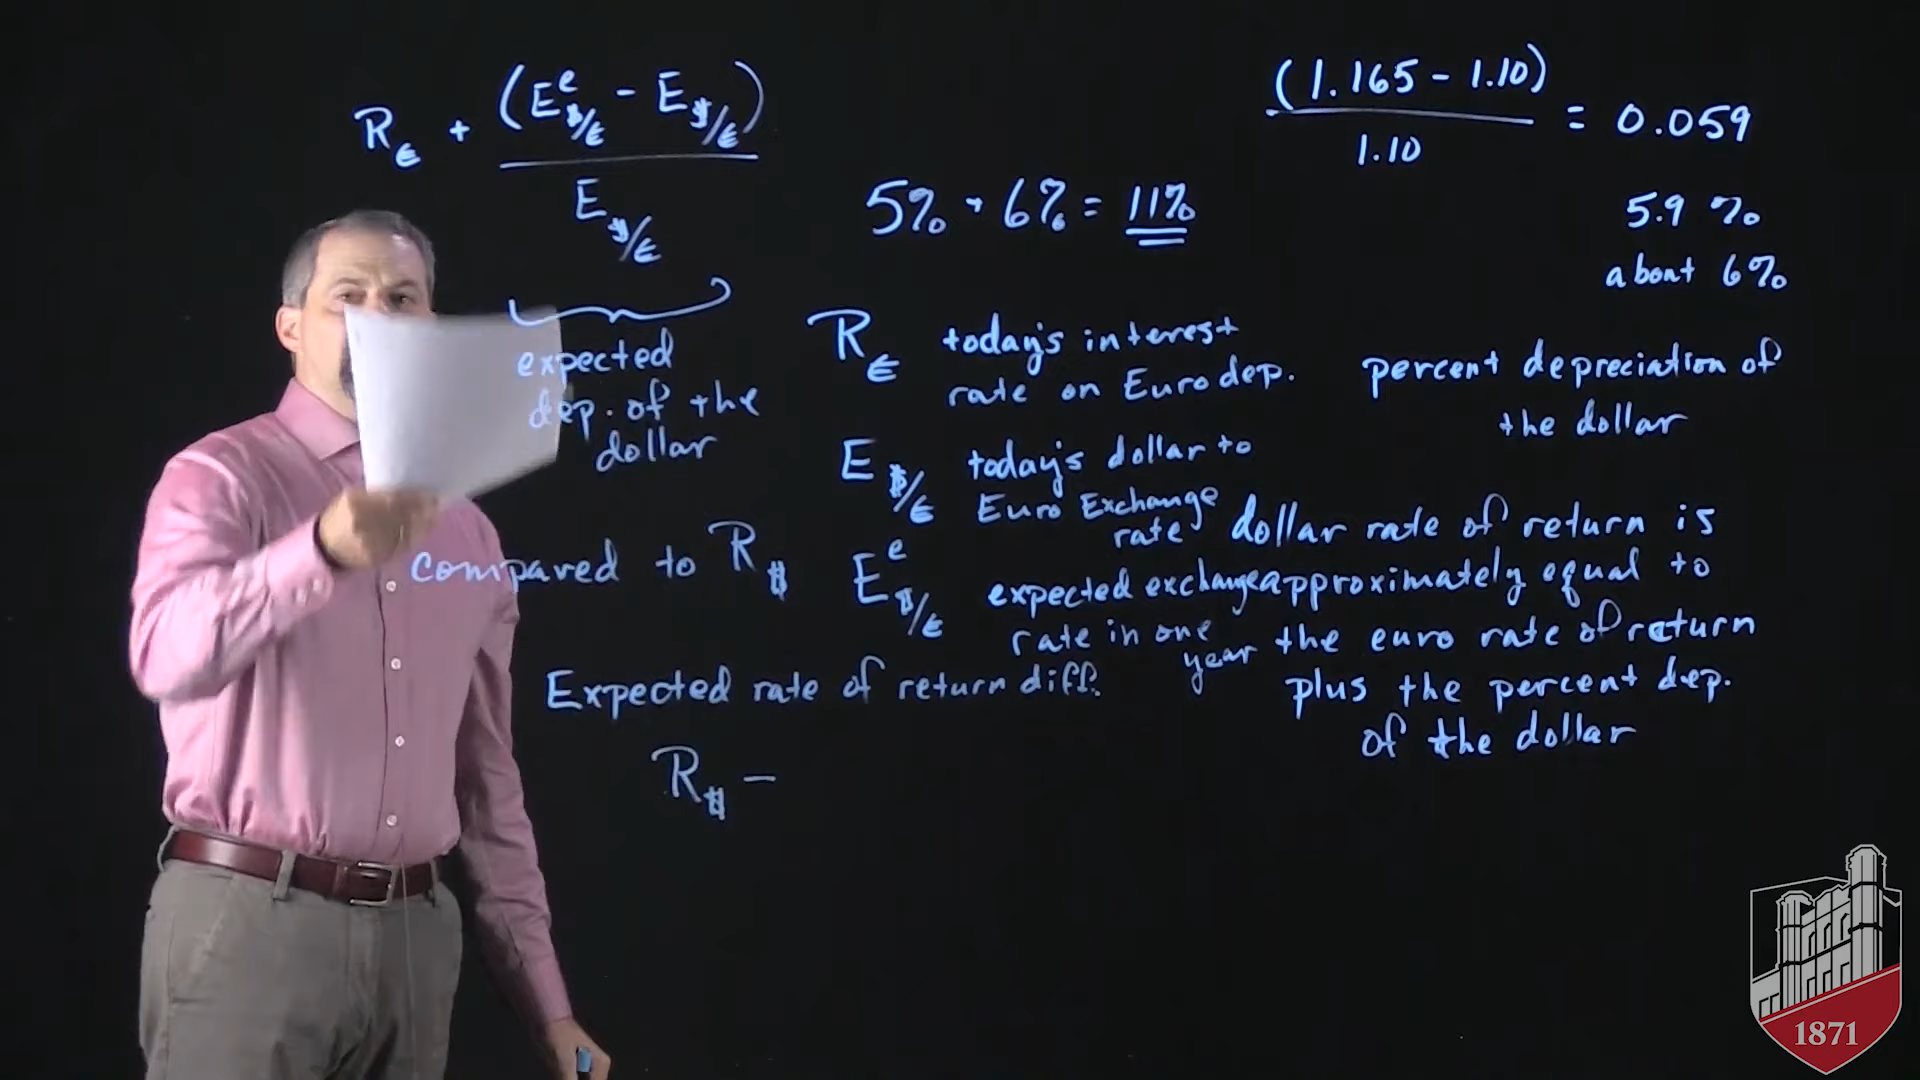 R€ + (E^e $/€ - E $/€)
E $/€
expected
dep. of the
dollar
compared to R$
Expected rate of return diff.
R$ -
5% + 6% = 11%
R€ today's interest
rate on Euro dep.
E $/€ today's dollar to
Euro Exchange
rate
E^e $/€ expected exchange
rate in one
year
(1.165 - 1.10)
1.10
= 0.059
5.9 %
about 6%
percent depreciation of
the dollar
dollar rate of return is
approximately equal to
the euro rate of return
plus the percent dep.
of the dollar
1871